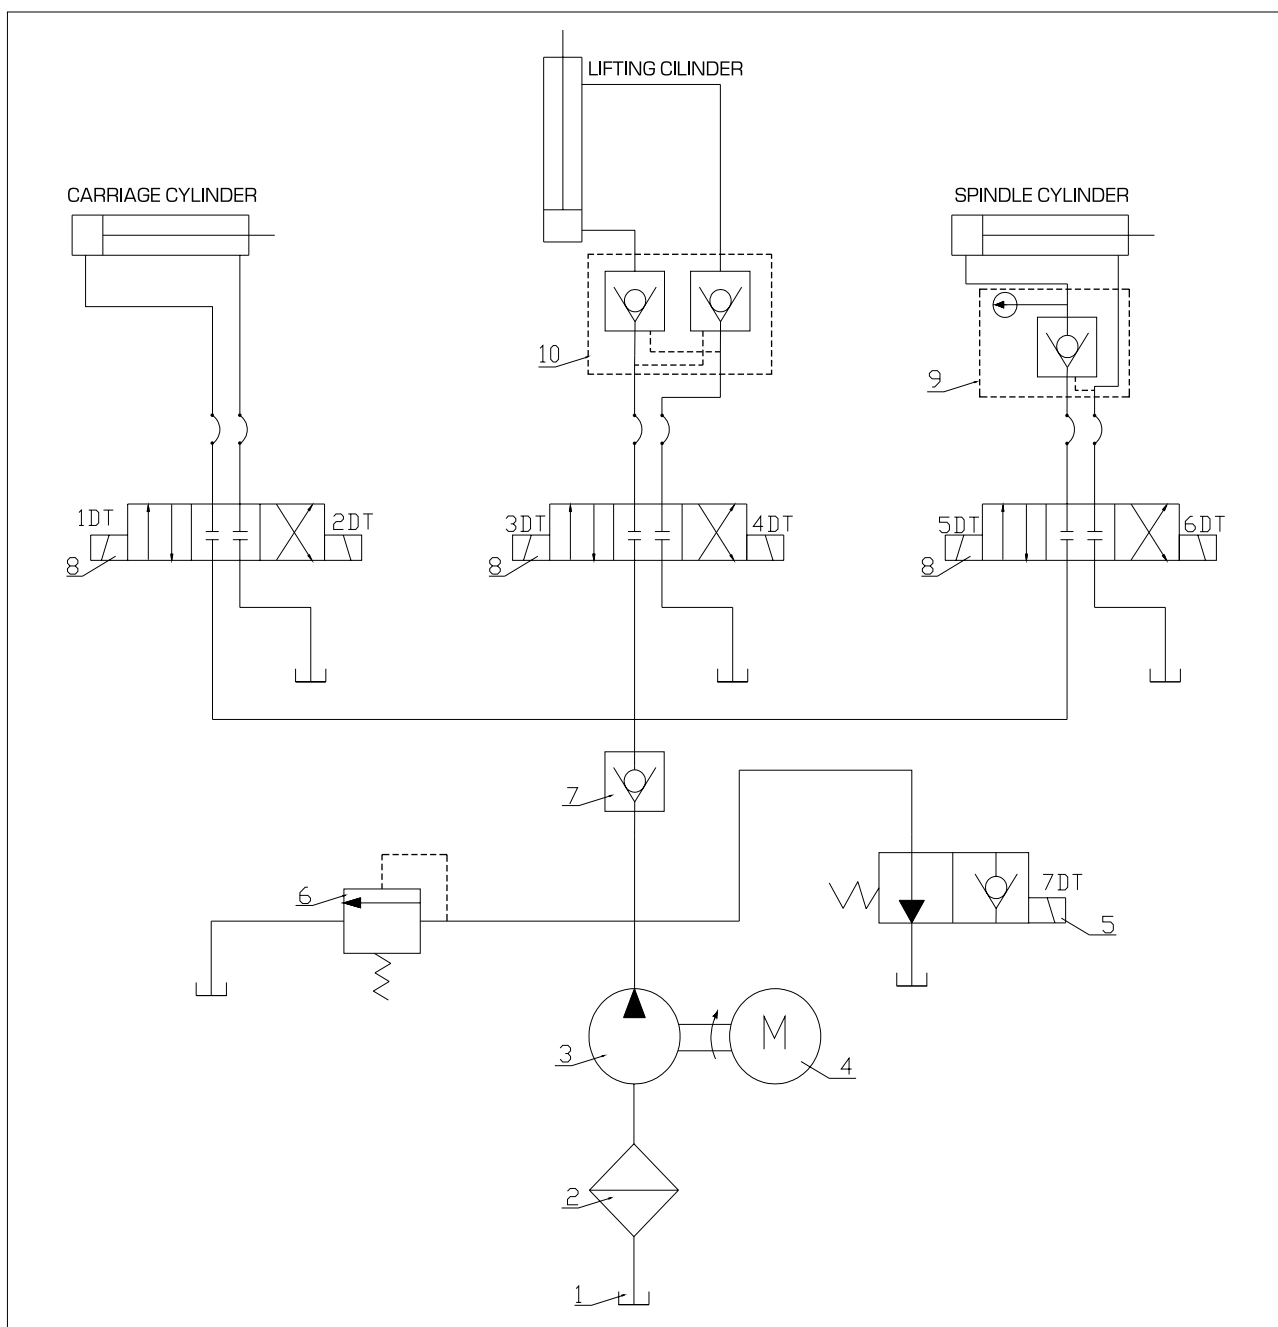 LIFTING CILINDER
CARRIAGE CYLINDER
SPINDLE CYLINDER
10
9
1DT
2DT
3DT
4DT
5DT
6DT
8
8
8
7
6
7DT
5
M
3
4
2
1